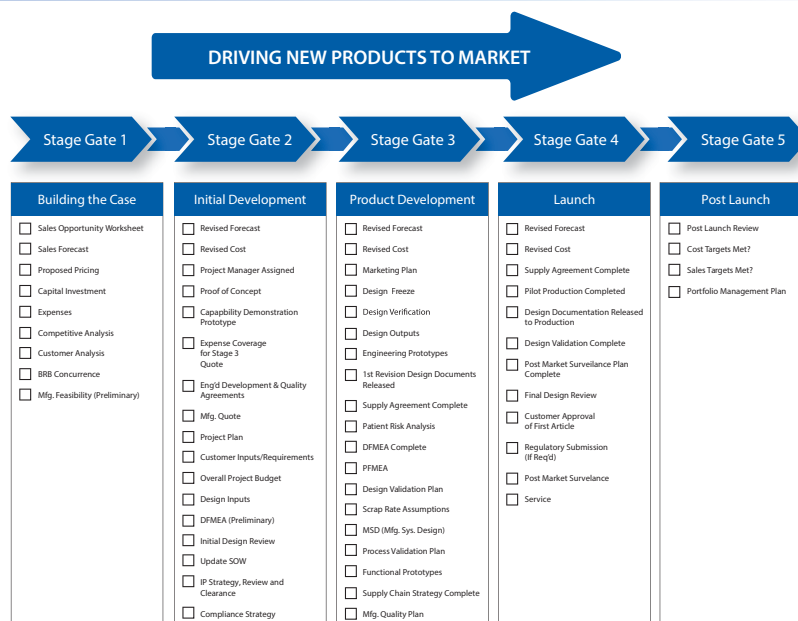 DRIVING NEW PRODUCTS TO MARKET
Stage Gate 1
Stage Gate 2
Stage Gate 3
Stage Gate 4
Stage Gate 5
Building the Case
Sales Opportunity Worksheet
Sales Forecast
Proposed Pricing
Capital Investment
Expenses
Competitive Analysis
Customer Analysis
BRB Concurrence
Mfg. Feasibility (Preliminary)
Initial Development
Revised Forecast
Revised Cost
Project Manager Assigned
Proof of Concept
Capapbility Demonstration
Prototype
Expense Coverage
for Stage 3
Quote
Eng'd Development & Quality
Agreements
Mfg. Quote
Project Plan
Customer Inputs/Requirements
Overall Project Budget
Design Inputs
DFMEA (Preliminary)
Initial Design Review
Update SOW
IP Strategy, Review and
Clearance
Compliance Strategy
Product Development
Revised Forecast
Revised Cost
Marketing Plan
Design Freeze
Design Verification
Design Outputs
Engineering Prototypes
1st Revision Design Documents
Released
Supply Agreement Complete
Patient Risk Analysis
DFMEA Complete
PFMEA
Design Validation Plan
Scrap Rate Assumptions
MSD (Mfg. Sys. Design)
Process Validation Plan
Functional Prototypes
Supply Chain Strategy Complete
Mfg. Quality Plan
Launch
Revised Forecast
Revised Cost
Supply Agreement Complete
Pilot Production Completed
Design Documentation Released
to Production
Design Validation Complete
Post Market Surveilance Plan
Complete
Final Design Review
Customer Approval
of First Article
Regulatory Submission
(If Req'd)
Post Market Survelance
Service
Post Launch
Post Launch Review
Cost Targets Met?
Sales Targets Met?
Portfolio Management Plan